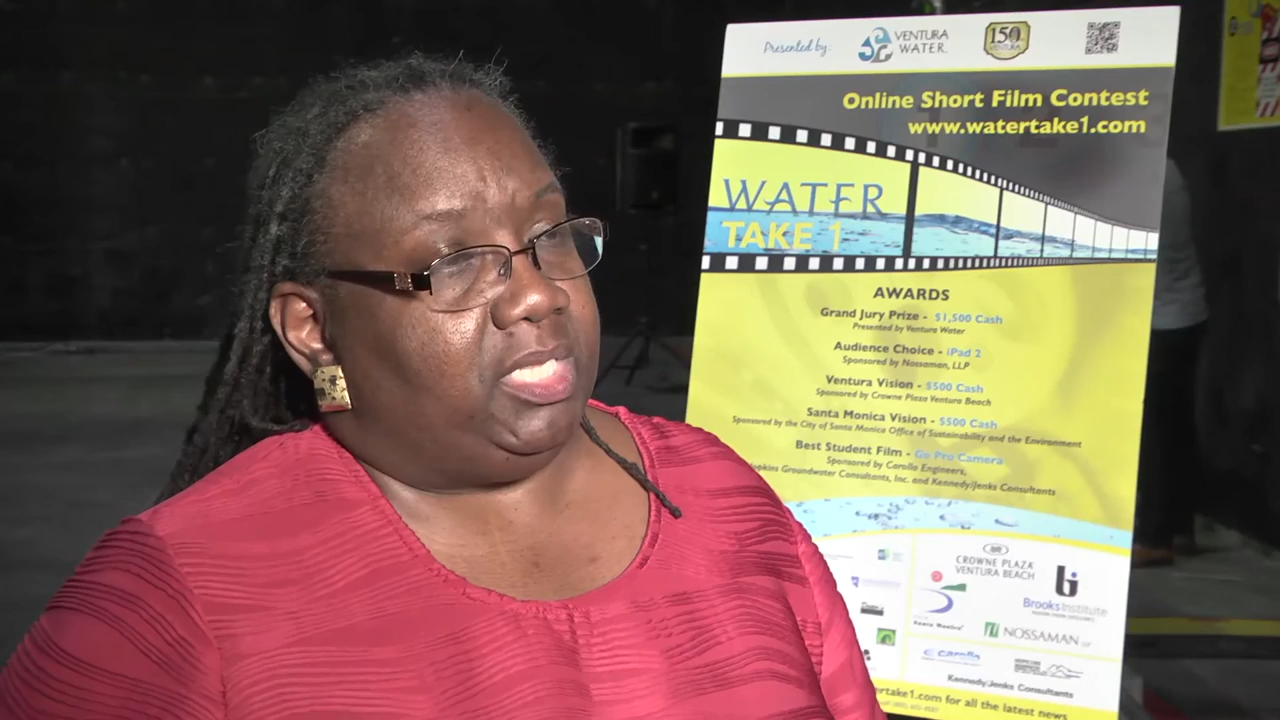 Presented by:
VENTURA
WATER
150
VENTURA
Online Short Film Contest
www.watertake1.com
WATER
TAKE 1
AWARDS
Grand Jury Prize - $1,500 Cash
Presented by Ventura Water
Audience Choice - iPad 2
Sponsored by Nossaman, LLP
Ventura Vision - $500 Cash
Sponsored by Crowne Plaza Ventura Beach
Santa Monica Vision - $500 Cash
Sponsored by the City of Santa Monica Office of Sustainability and the Environment
Best Student Film - Go Pro Camera
Sponsored by Carollo Engineers,
opkins Groundwater Consultants, Inc. and Kennedy/Jenks Consultants
CROWNE PLAZA
VENTURA BEACH
Brooks Institute
NOSSAMAN LLP
carollo
Kennedy/Jenks Consultants
ertake1.com for all the latest news